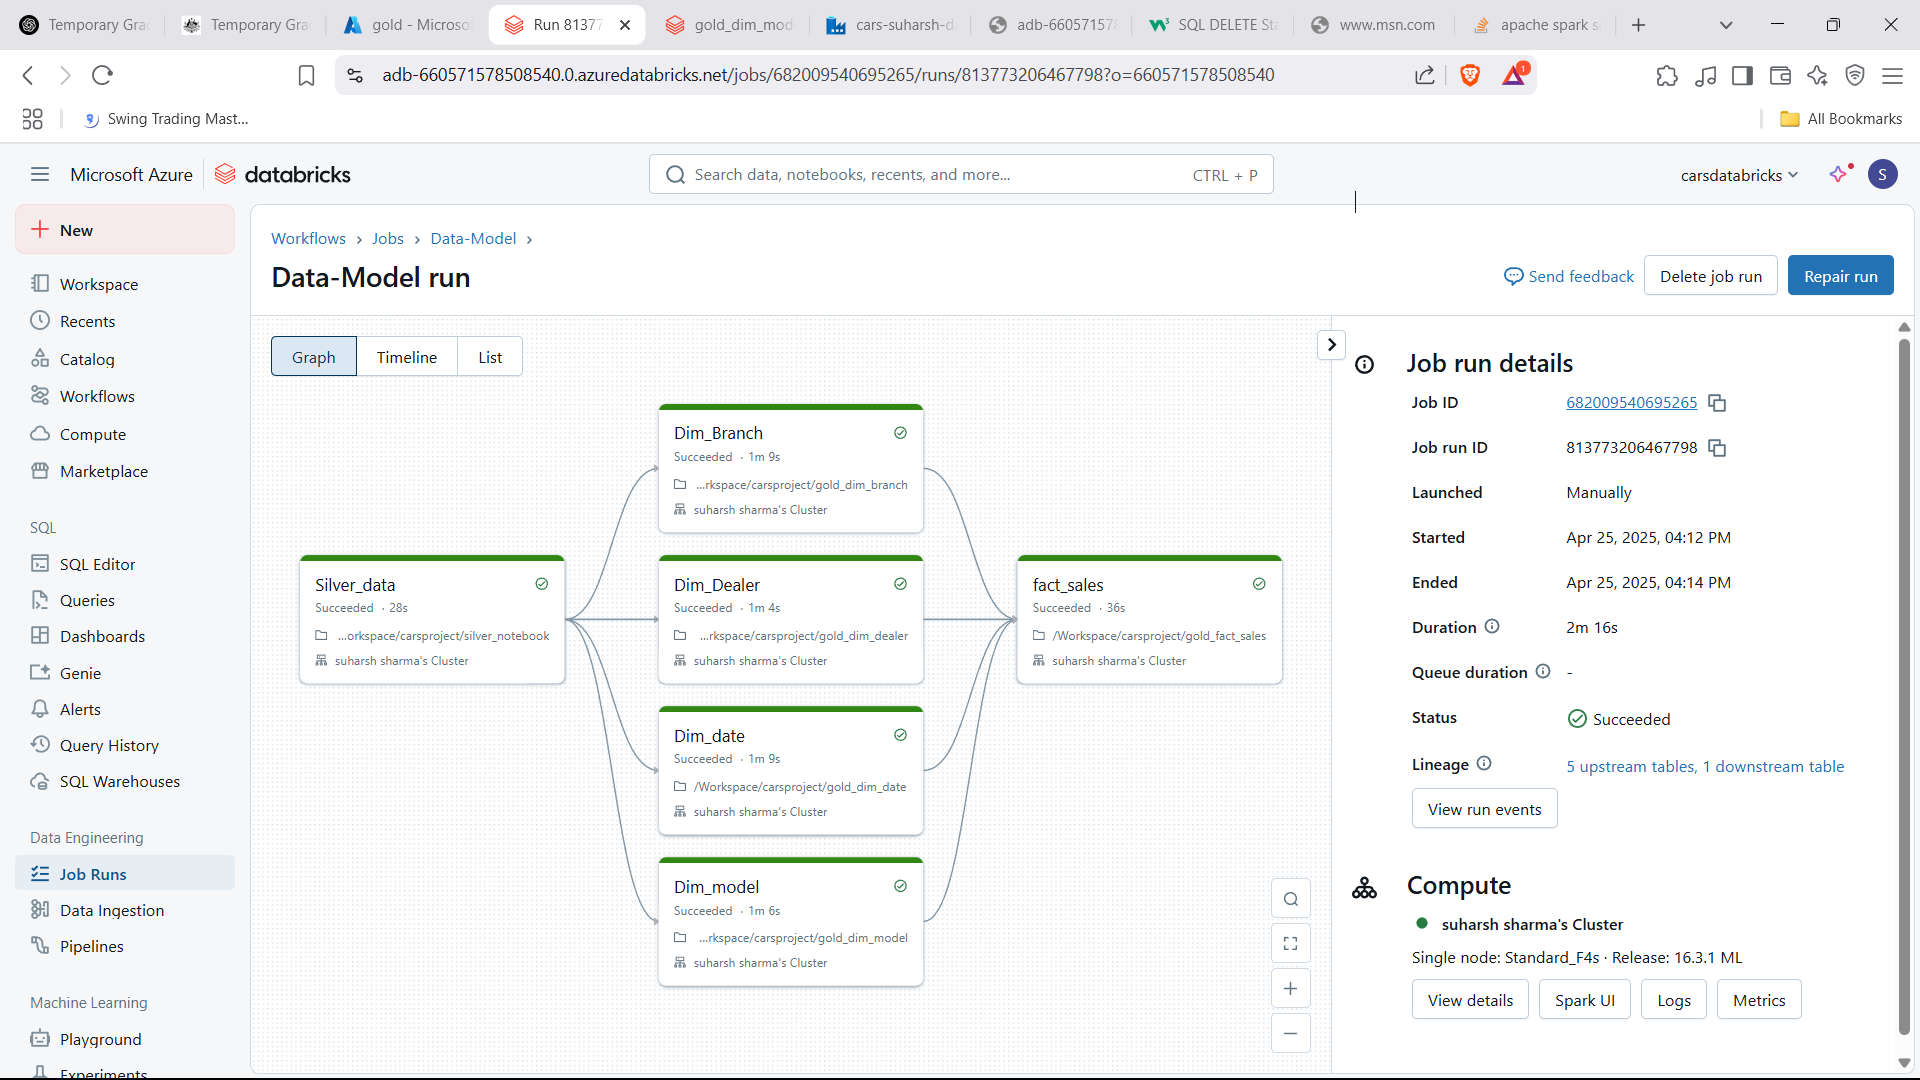 Temporary Gra
Temporary Gra
gold - Microso
Run 81377
gold_dim_mod
cars-suharsh-d
adb-66057157
SQL DELETE Sta
www.msn.com
apache spark s
adb-660571578508540.0.azuredatabricks.net/jobs/682009540695265/runs/813773206467798?o=660571578508540
1
Swing Trading Mast...
All Bookmarks
Microsoft Azure
databricks
Search data, notebooks, recents, and more...
CTRL + P
carsdatabricks
S
New
Workspace
Recents
Catalog
Workflows
Compute
Marketplace
SQL
SQL Editor
Queries
Dashboards
Genie
Alerts
Query History
SQL Warehouses
Data Engineering
Job Runs
Data Ingestion
Pipelines
Machine Learning
Playground
Experiments
Workflows > Jobs > Data-Model >
Data-Model run
Send feedback
Delete job run
Repair run
Graph
Timeline
List
Silver_data
Succeeded · 28s
...orkspace/carsproject/silver_notebook
suharsh sharma's Cluster
Dim_Branch
Succeeded · 1m 9s
...rkspace/carsproject/gold_dim_branch
suharsh sharma's Cluster
Dim_Dealer
Succeeded · 1m 4s
...rkspace/carsproject/gold_dim_dealer
suharsh sharma's Cluster
Dim_date
Succeeded · 1m 9s
/Workspace/carsproject/gold_dim_date
suharsh sharma's Cluster
Dim_model
Succeeded · 1m 6s
...rkspace/carsproject/gold_dim_model
suharsh sharma's Cluster
fact_sales
Succeeded · 36s
/Workspace/carsproject/gold_fact_sales
suharsh sharma's Cluster
Job run details
Job ID 682009540695265
Job run ID 813773206467798
Launched Manually
Started Apr 25, 2025, 04:12 PM
Ended Apr 25, 2025, 04:14 PM
Duration 2m 16s
Queue duration -
Status Succeeded
Lineage 5 upstream tables, 1 downstream table
View run events
Compute
suharsh sharma's Cluster
Single node: Standard_F4s · Release: 16.3.1 ML
View details
Spark UI
Logs
Metrics